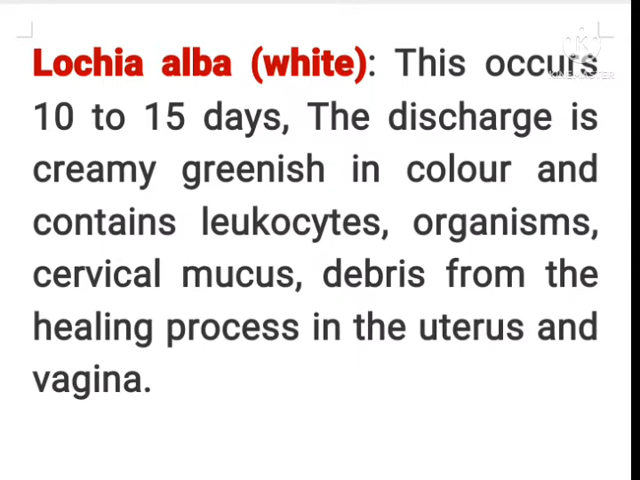 Lochia alba (white): This occurs
10 to 15 days, The discharge is
creamy greenish in colour and
contains leukocytes, organisms,
cervical mucus, debris from the
healing process in the uterus and
vagina.
KINEMASTER